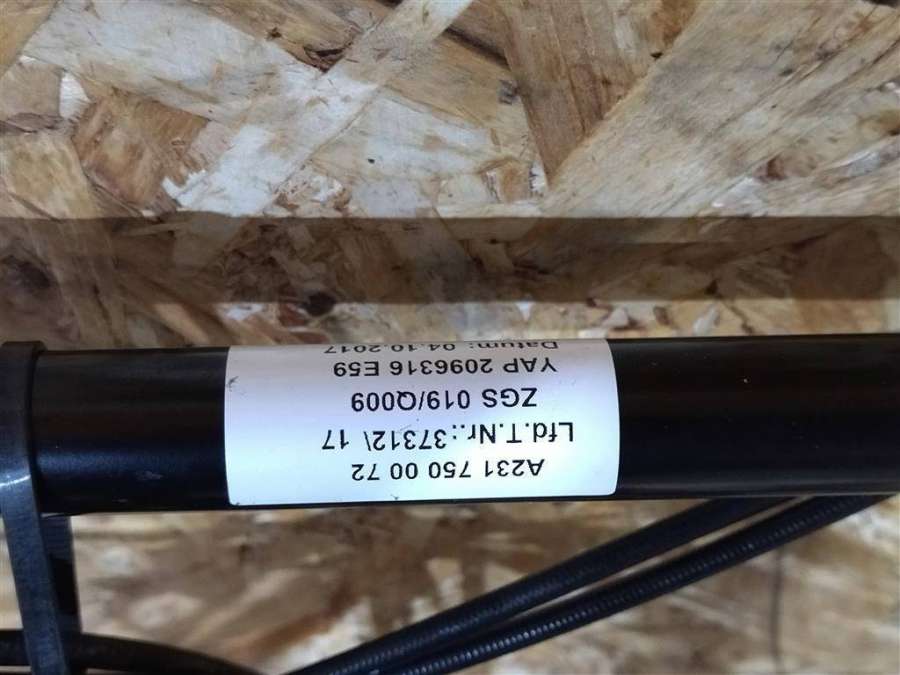 A231 750 00 72
Lfd.T.Nr.:37312\ 17
ZGS 019/Q009
YAP 2096316 E59
Datum: 04.10.2017